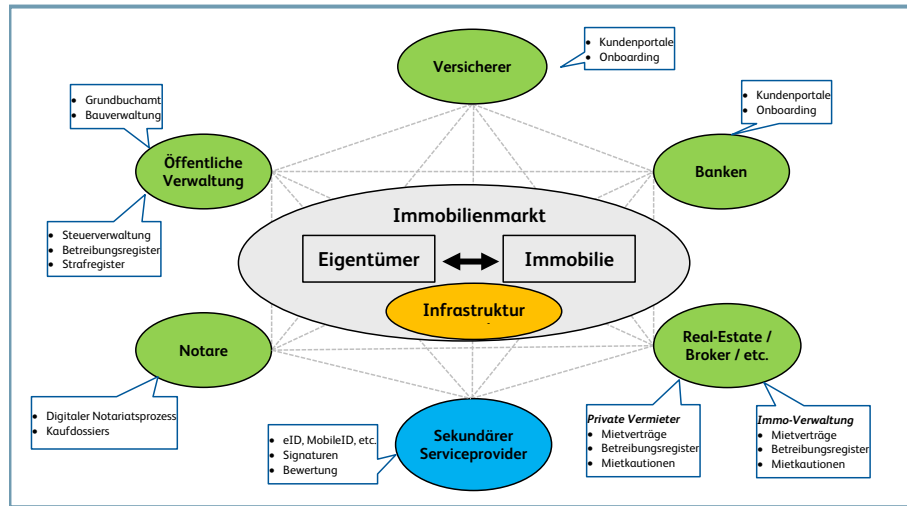 Versicherer
• Kundenportale
• Onboarding
• Grundbuchamt
• Bauverwaltung
• Kundenportale
• Onboarding
Öffentliche
Verwaltung
Banken
• Steuerverwaltung
• Betreibungsregister
• Strafregister
Immobilienmarkt
Eigentümer
Immobilie
Infrastruktur
Notare
Real-Estate /
Broker / etc.
• Digitaler Notariatsprozess
• Kaufdossiers
• eID, MobileID, etc.
• Signaturen
• Bewertung
Sekundärer
Serviceprovider
Private Vermieter
• Mietverträge
• Betreibungsregister
• Mietkautionen
Immo-Verwaltung
• Mietverträge
• Betreibungsregister
• Mietkautionen